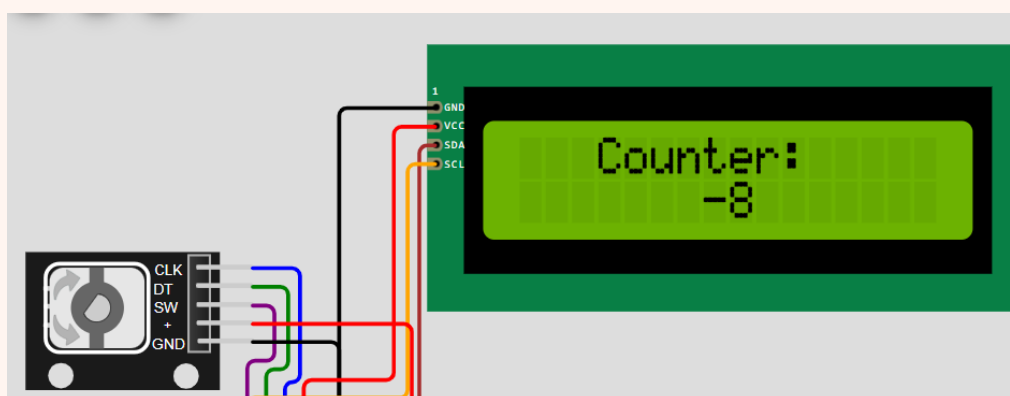 1
GND
VCC
SDA
SCL
Counter:
-8
CLK
DT
SW
+
GND